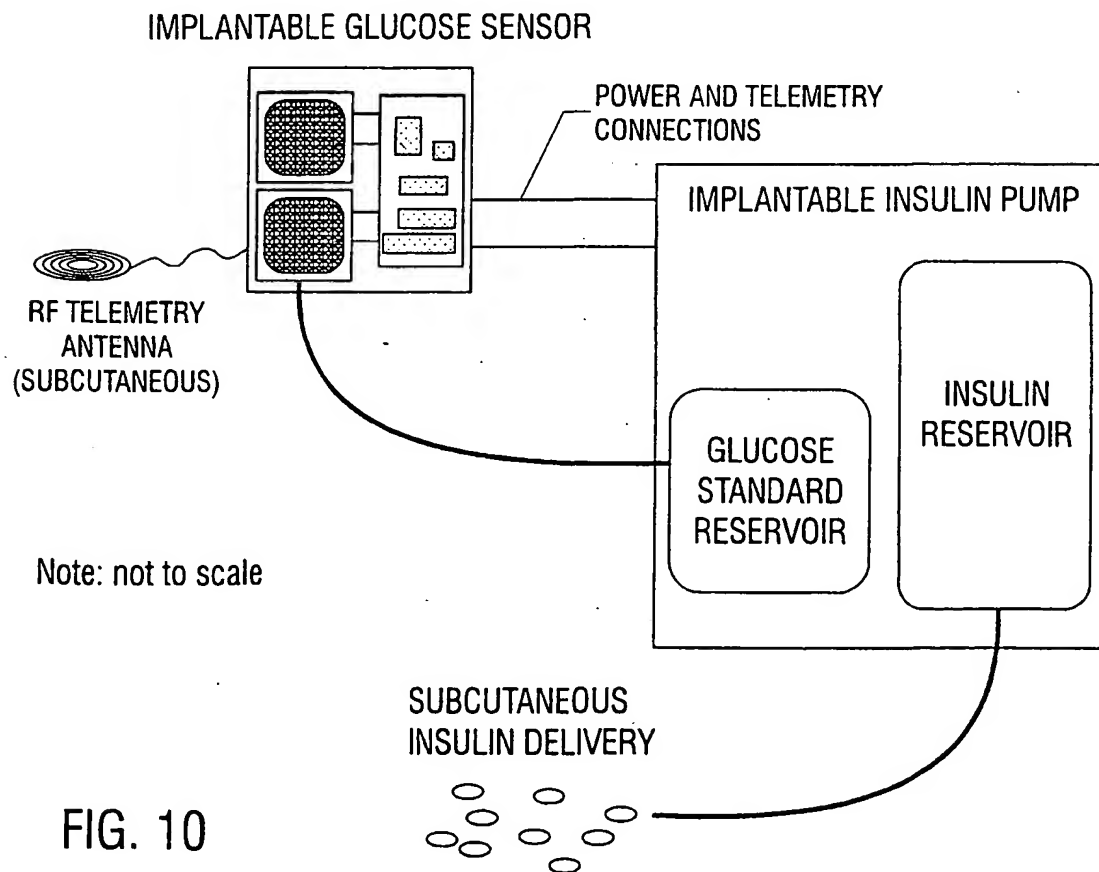 IMPLANTABLE GLUCOSE SENSOR
POWER AND TELEMETRY
CONNECTIONS
IMPLANTABLE INSULIN PUMP
RF TELEMETRY
ANTENNA
(SUBCUTANEOUS)
INSULIN
RESERVOIR
GLUCOSE
STANDARD
RESERVOIR
Note: not to scale
SUBCUTANEOUS
INSULIN DELIVERY
FIG. 10